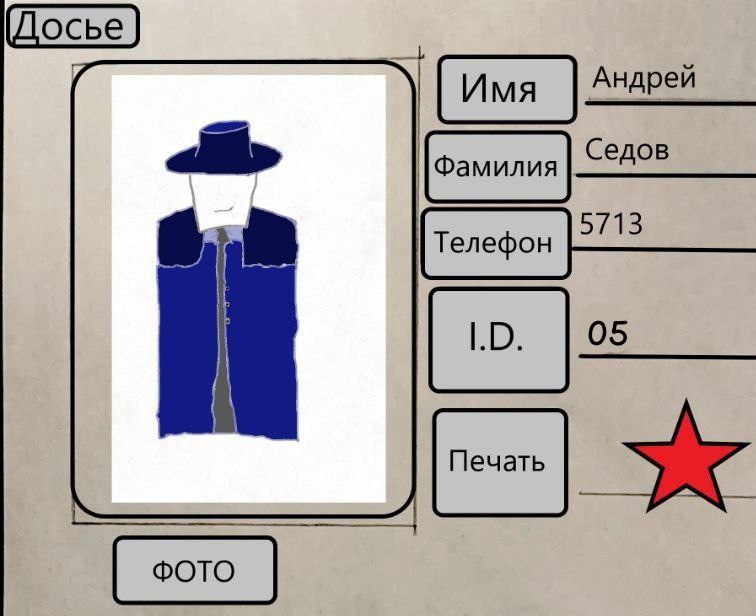 Досье
Имя Андрей
Фамилия Седов
Телефон 5713
I.D. 05
Печать
ФОТО